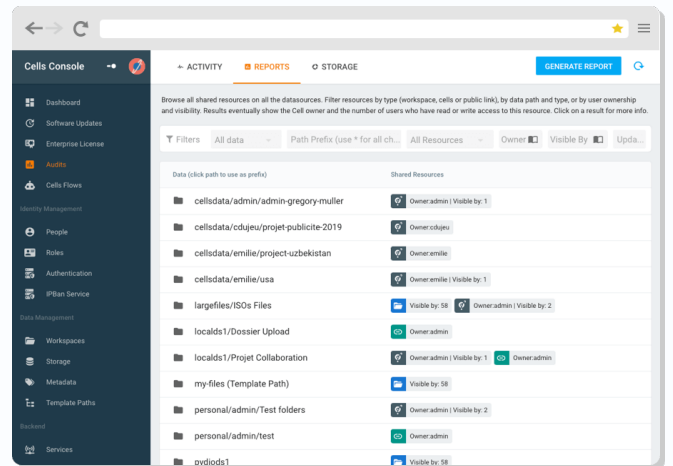 Cells Console
ACTIVITY
REPORTS
STORAGE
GENERATE REPORT
Dashboard
Software Updates
Enterprise License
Audits
Cells Flows
Identity Management
People
Roles
Authentication
IPBan Service
Data Management
Workspaces
Storage
Metadata
Template Paths
Backend
Services
Browse all shared resources on all the datasources. Filter resources by type (workspace, cells or public link), by data path and type, or by user ownership
and visibility. Results eventually show the Cell owner and the number of users who have read or write access to this resource. Click on a result for more info.
Filters All data Path Prefix (use * for all ch... All Resources Owner Visible By Upda...
Data (click path to use as prefix) Shared Resources
cellsdata/admin/admin-gregory-muller Owner:admin | Visible by: 1
cellsdata/cdujeu/projet-publicite-2019 Owner:cdujeu
cellsdata/emilie/project-uzbekistan Owner:emilie
cellsdata/emilie/usa Owner:emilie | Visible by: 1
largefiles/ISOs Files Visible by: 58 Owner:admin | Visible by: 2
localds1/Dossier Upload Owner:admin
localds1/Projet Collaboration Owner:admin | Visible by: 1 Owner:admin
my-files (Template Path) Visible by: 58
personal/admin/Test folders Owner:admin | Visible by: 2
personal/admin/test Owner:admin
pydiods1 Visible by: 58